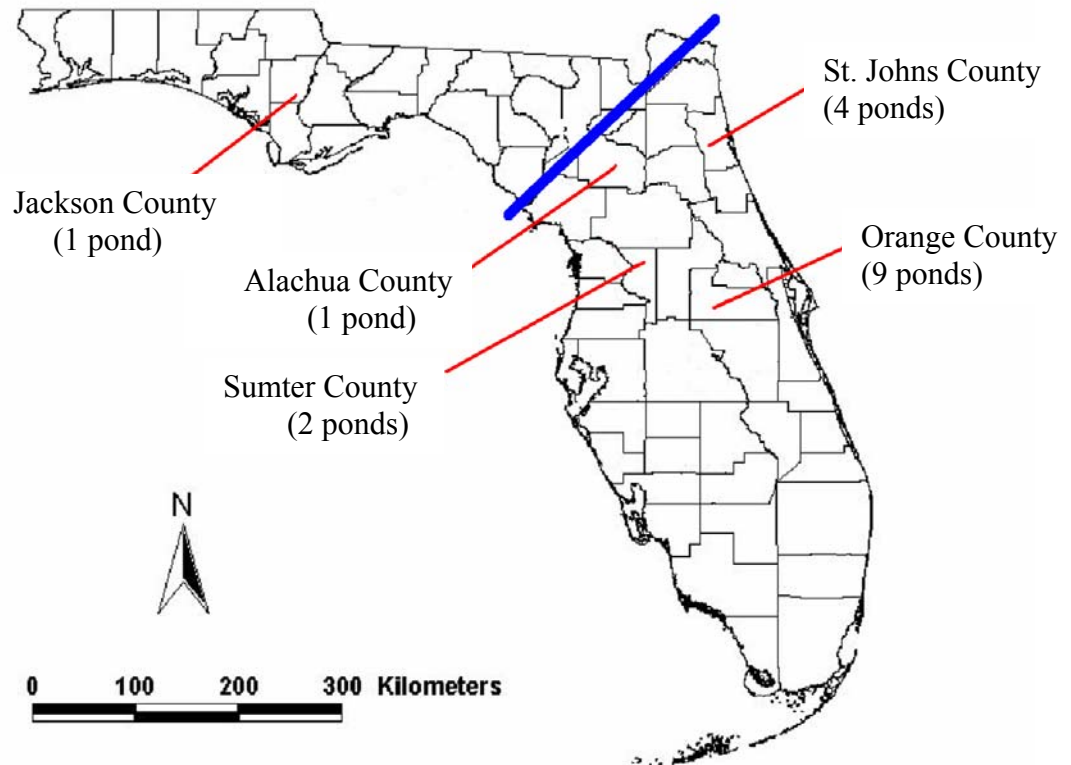 St. Johns County
(4 ponds)
Jackson County
(1 pond)
Orange County
(9 ponds)
Alachua County
(1 pond)
Sumter County
(2 ponds)
N
0 100 200 300 Kilometers